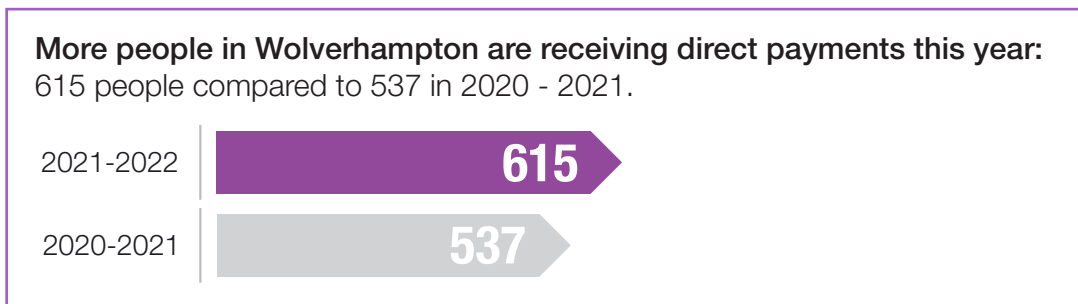 More people in Wolverhampton are receiving direct payments this year:
615 people compared to 537 in 2020 - 2021.
2021-2022 615
2020-2021 537